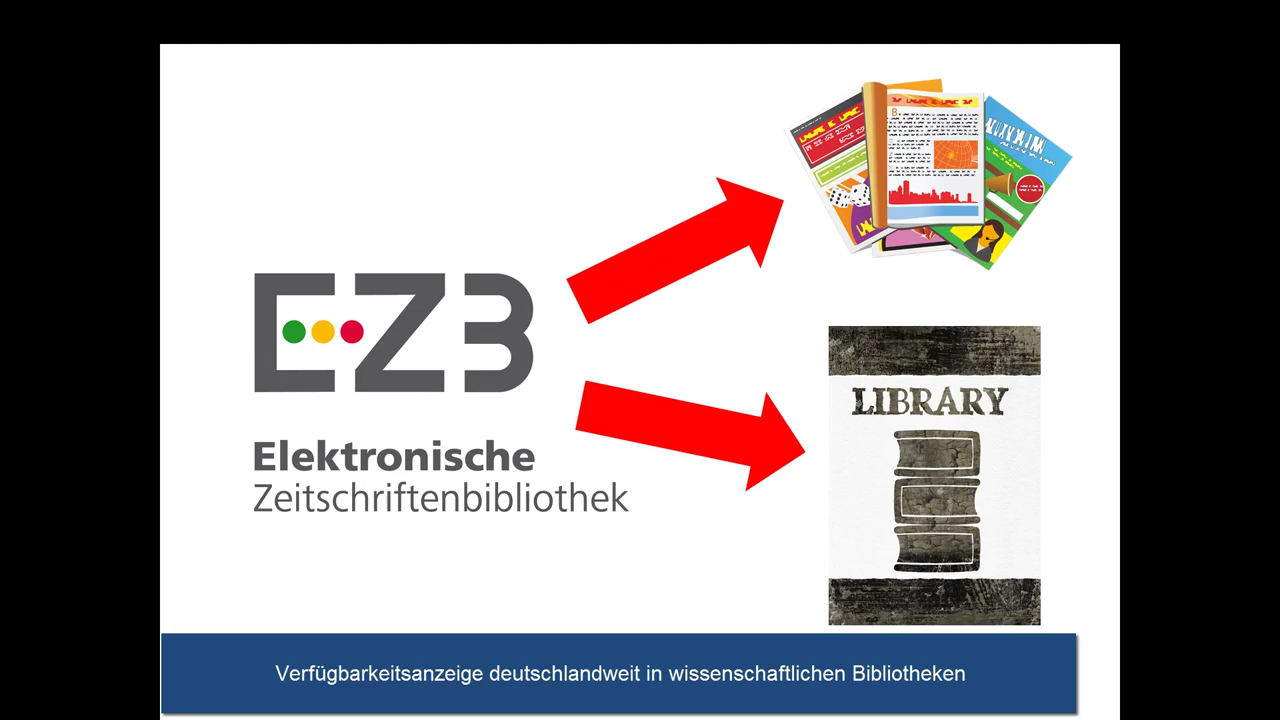 EZB
Elektronische
Zeitschriftenbibliothek
LIBRARY
Verfügbarkeitsanzeige deutschlandweit in wissenschaftlichen Bibliotheken